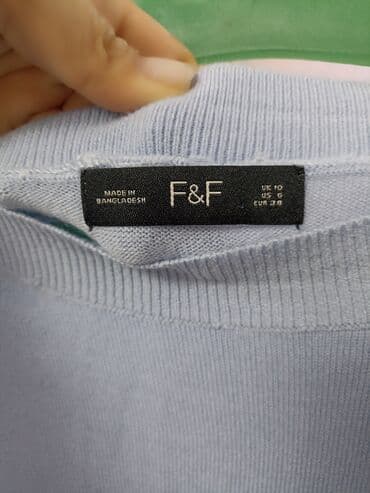 MADE IN
BANGLADESH
F&F
UK 10
US 6
EUR 38